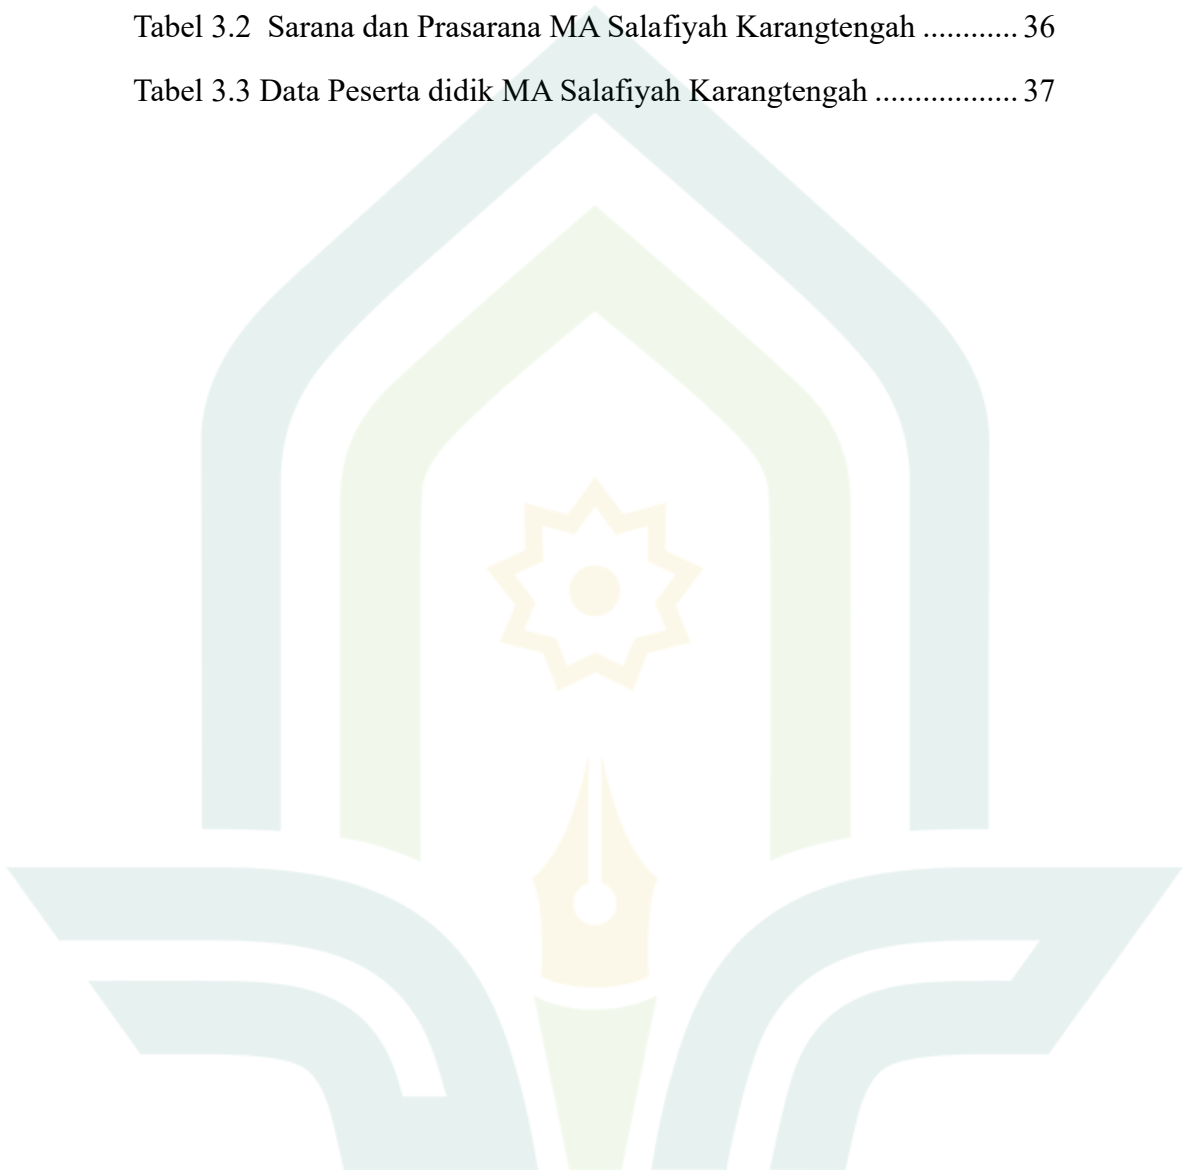 Tabel 3.2  Sarana dan Prasarana MA Salafiyah Karangtengah ............ 36
Tabel 3.3 Data Peserta didik MA Salafiyah Karangtengah .................. 37